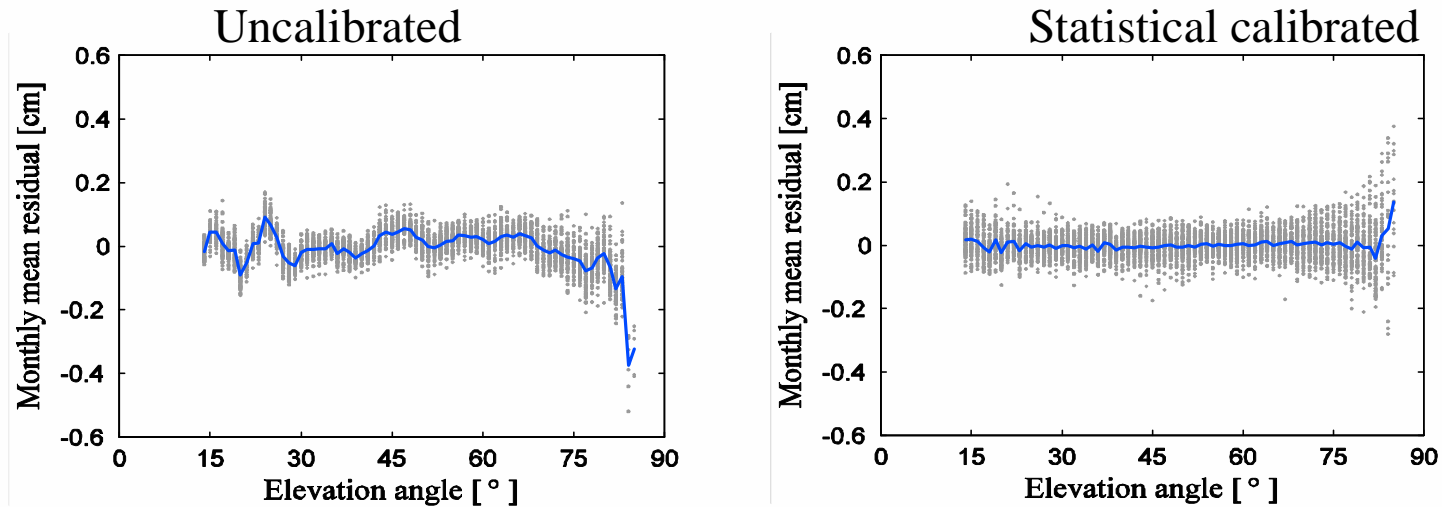 Uncalibrated
0.6
0.4
0.2
0
-0.2
-0.4
-0.6
0 15 30 45 60 75 90
Monthly mean residual [cm]
Elevation angle [ ° ]
Statistical calibrated
0.6
0.4
0.2
0
-0.2
-0.4
-0.6
0 15 30 45 60 75 90
Monthly mean residual [cm]
Elevation angle [ ° ]